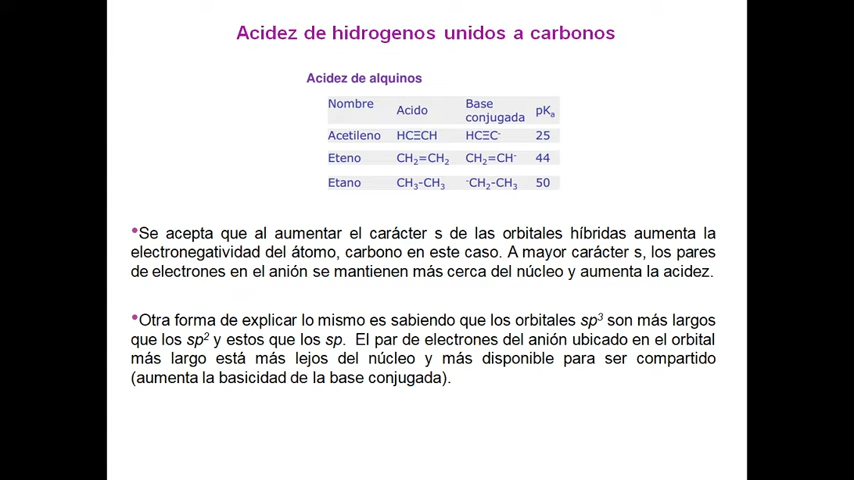 Acidez de hidrogenos unidos a carbonos
Acidez de alquinos
Nombre Acido Base conjugada pKa
Acetileno HCΞCH HCΞC- 25
Eteno CH2=CH2 CH2=CH- 44
Etano CH3-CH3 -CH2-CH3 50
•Se acepta que al aumentar el carácter s de las orbitales híbridas aumenta la
electronegatividad del átomo, carbono en este caso. A mayor carácter s, los pares
de electrones en el anión se mantienen más cerca del núcleo y aumenta la acidez.
•Otra forma de explicar lo mismo es sabiendo que los orbitales sp3 son más largos
que los sp2 y estos que los sp. El par de electrones del anión ubicado en el orbital
más largo está más lejos del núcleo y más disponible para ser compartido
(aumenta la basicidad de la base conjugada).